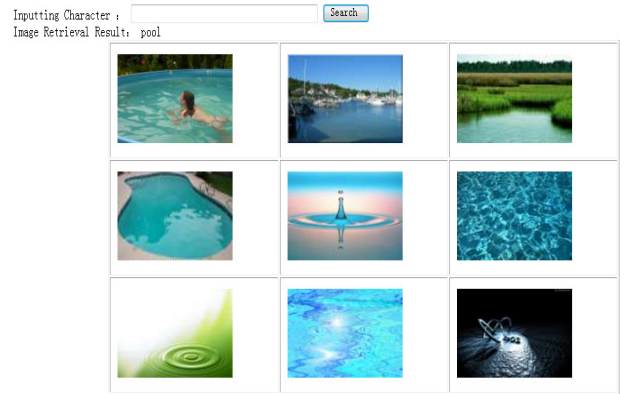 Inputting Character : Search
Image Retrieval Result: pool